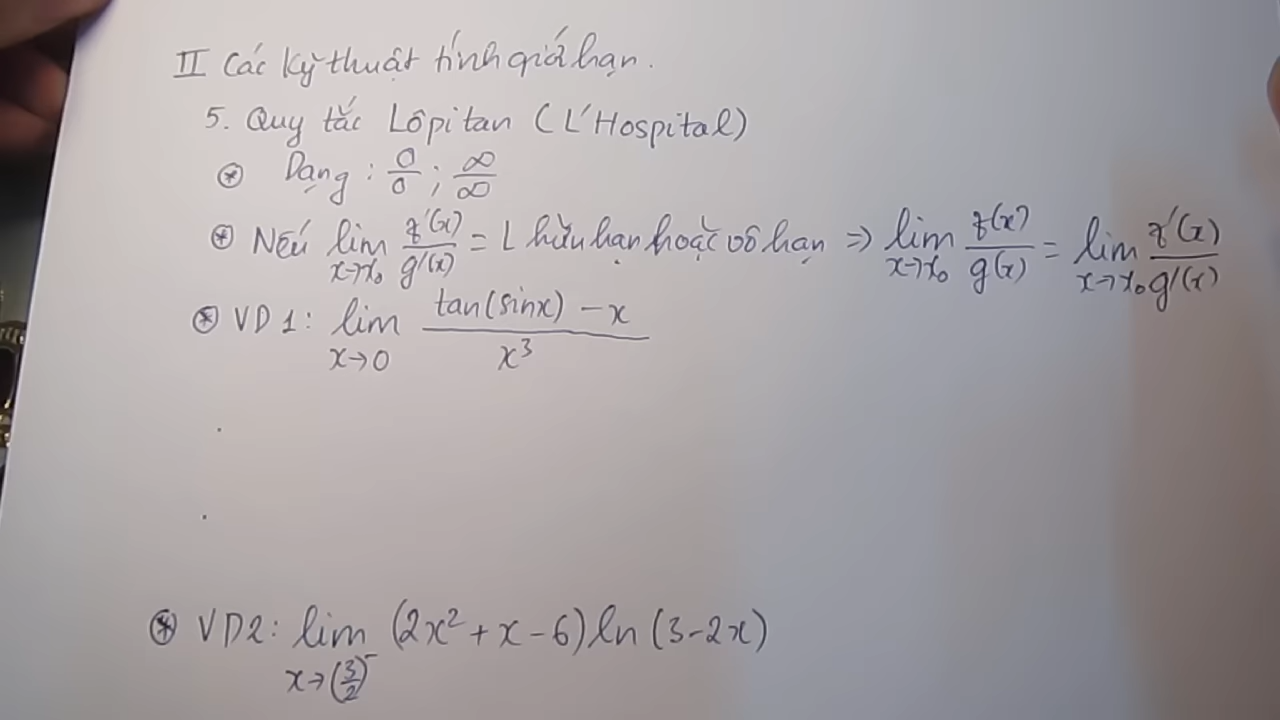 II Các kỹ thuật tính giới hạn.
5. Quy tắc Lôpitan (L'Hospital)
⊛ Dạng : 0/0 ; ∞/∞
⊛ Nếu lim x→x₀ f'(x)/g'(x) = L hữu hạn hoặc vô hạn ⇒ lim x→x₀ f(x)/g(x) = lim x→x₀ f'(x)/g'(x)
⊛ VD 1: lim x→0 (tan(sinx) − x)/x³
⊛ VD2: lim x→(3/2)⁻ (2x² + x − 6) ln (3−2x)